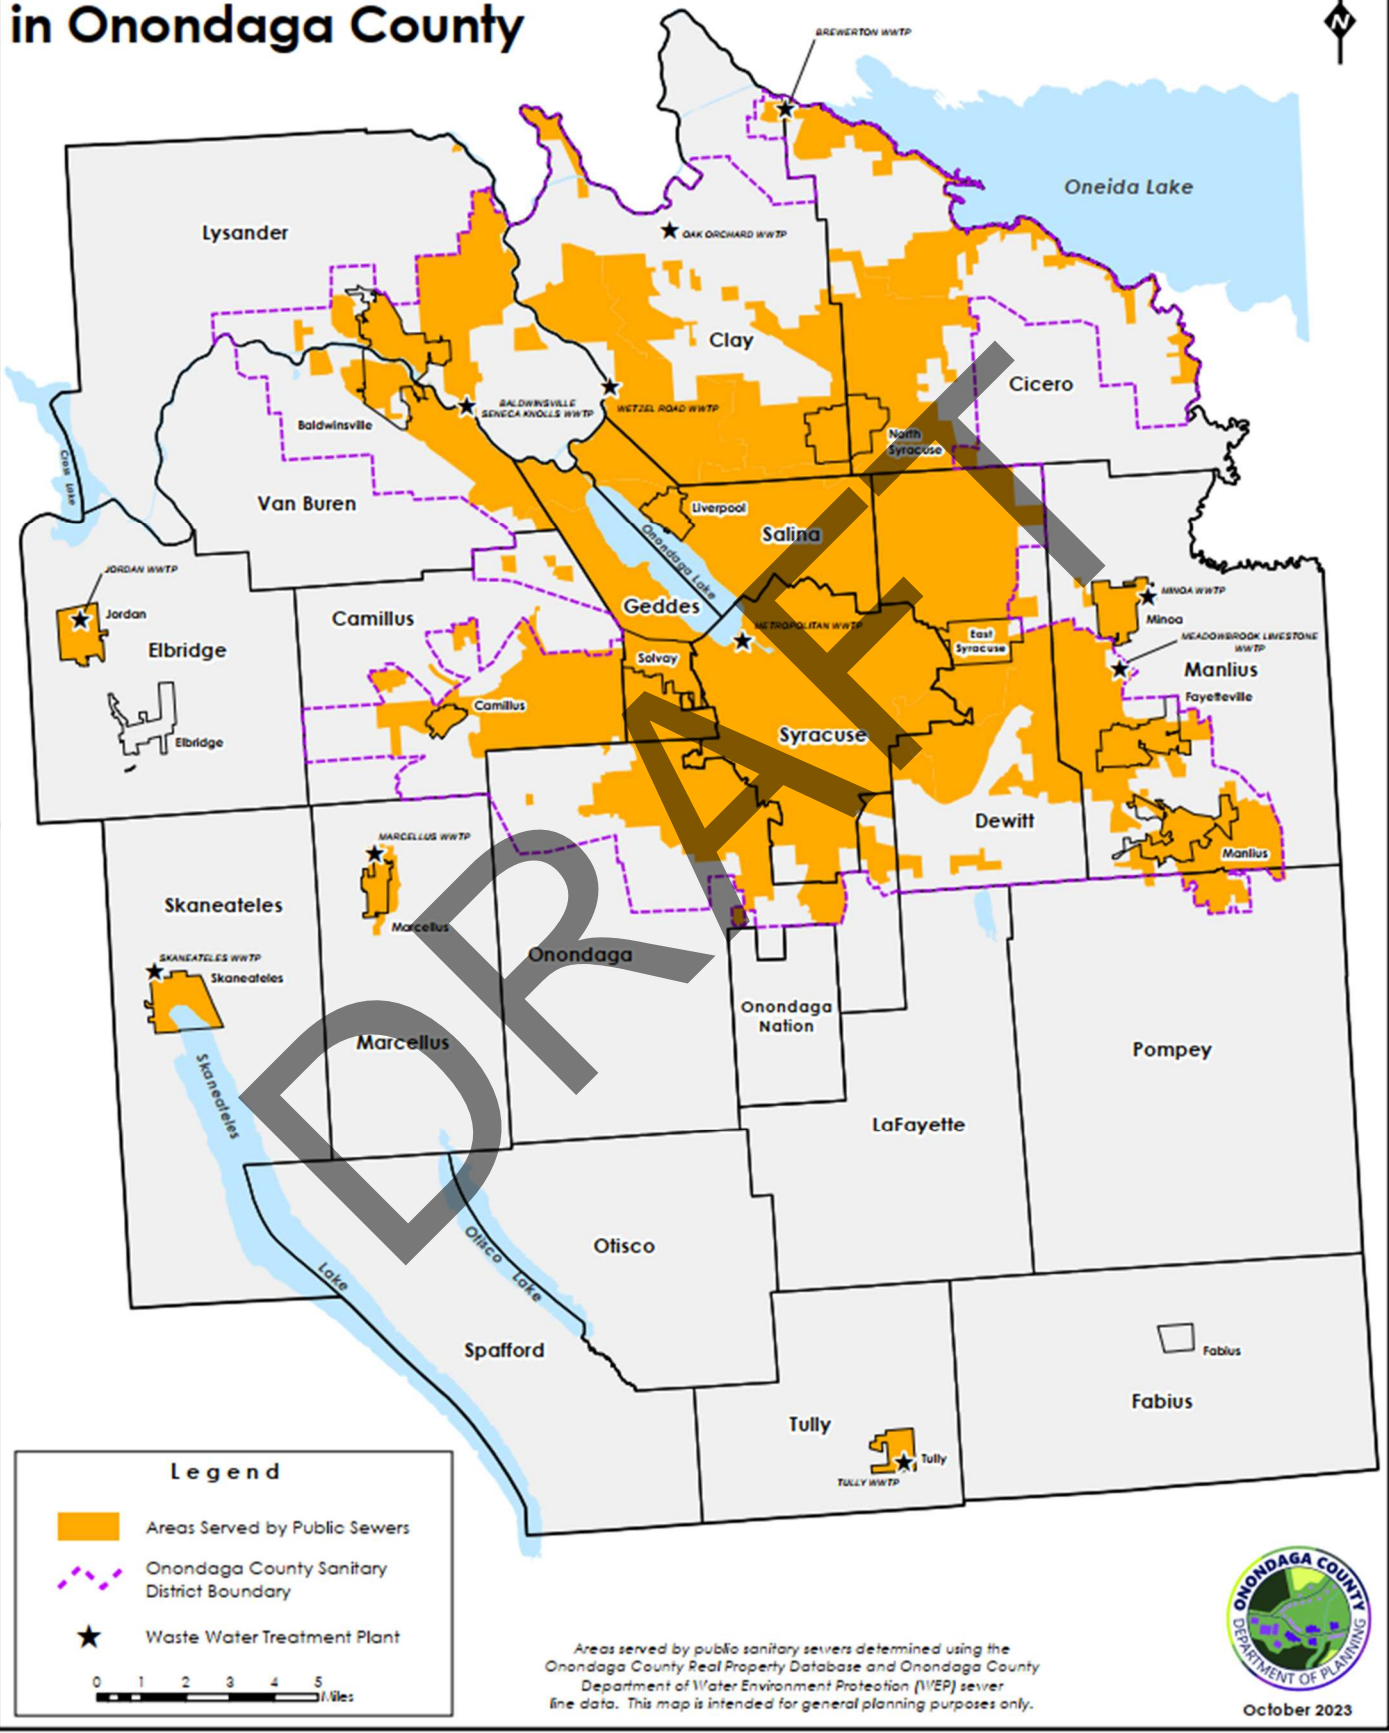 in Onondaga County
N
BREWERTON WWTP
Oneida Lake
Lysander
OAK ORCHARD WWTP
Clay
Cicero
BALDWINSVILLE
SENECA KNOLLS WWTP
WETZEL ROAD WWTP
Baldwinsville
North
Syracuse
Cross Lake
Van Buren
Liverpool
Salina
Onondaga Lake
JORDAN WWTP
Jordan
Elbridge
Camillus
Geddes
METROPOLITAN WWTP
MINOA WWTP
Minoa
MEADOWBROOK LIMESTONE
WWTP
East
Syracuse
Solvay
Manlius
Fayetteville
Camillus
Elbridge
Syracuse
Dewitt
Manlius
MARCELLUS WWTP
Skaneateles
Marcellus
Onondaga
SKANEATELES WWTP
Skaneateles
Onondaga
Nation
Marcellus
Pompey
Skaneateles
Lake
LaFayette
Otisco
Otisco Lake
Spafford
Fabius
Fabius
Tully
Tully
TULLY WWTP
DRAFT
Legend
Areas Served by Public Sewers
Onondaga County Sanitary
District Boundary
Waste Water Treatment Plant
0 1 2 3 4 5
Miles
Areas served by public sanitary sewers determined using the
Onondaga County Real Property Database and Onondaga County
Department of Water Environment Protection (WEP) sewer
line data. This map is intended for general planning purposes only.
ONONDAGA COUNTY
DEPARTMENT OF PLANNING
October 2023